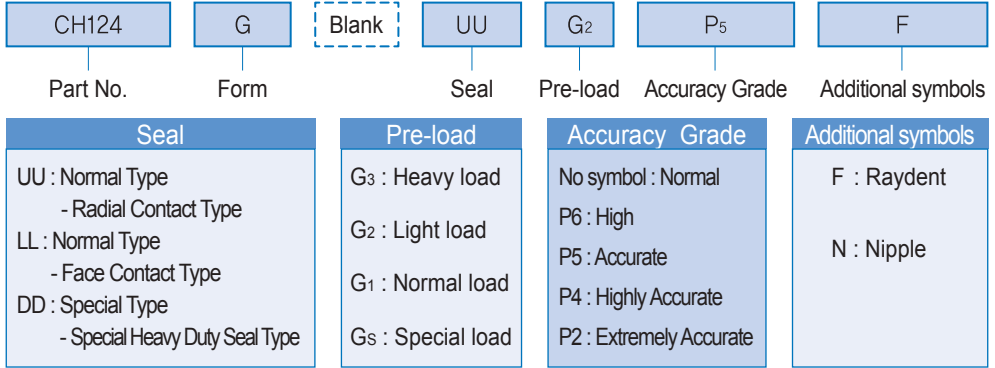 CH124 G Blank UU G2 P5 F
Part No. Form Seal Pre-load Accuracy Grade Additional symbols
Seal
UU : Normal Type
- Radial Contact Type
LL : Normal Type
- Face Contact Type
DD : Special Type
- Special Heavy Duty Seal Type
Pre-load
G3 : Heavy load
G2 : Light load
G1 : Normal load
Gs : Special load
Accuracy Grade
No symbol : Normal
P6 : High
P5 : Accurate
P4 : Highly Accurate
P2 : Extremely Accurate
Additional symbols
F : Raydent
N : Nipple